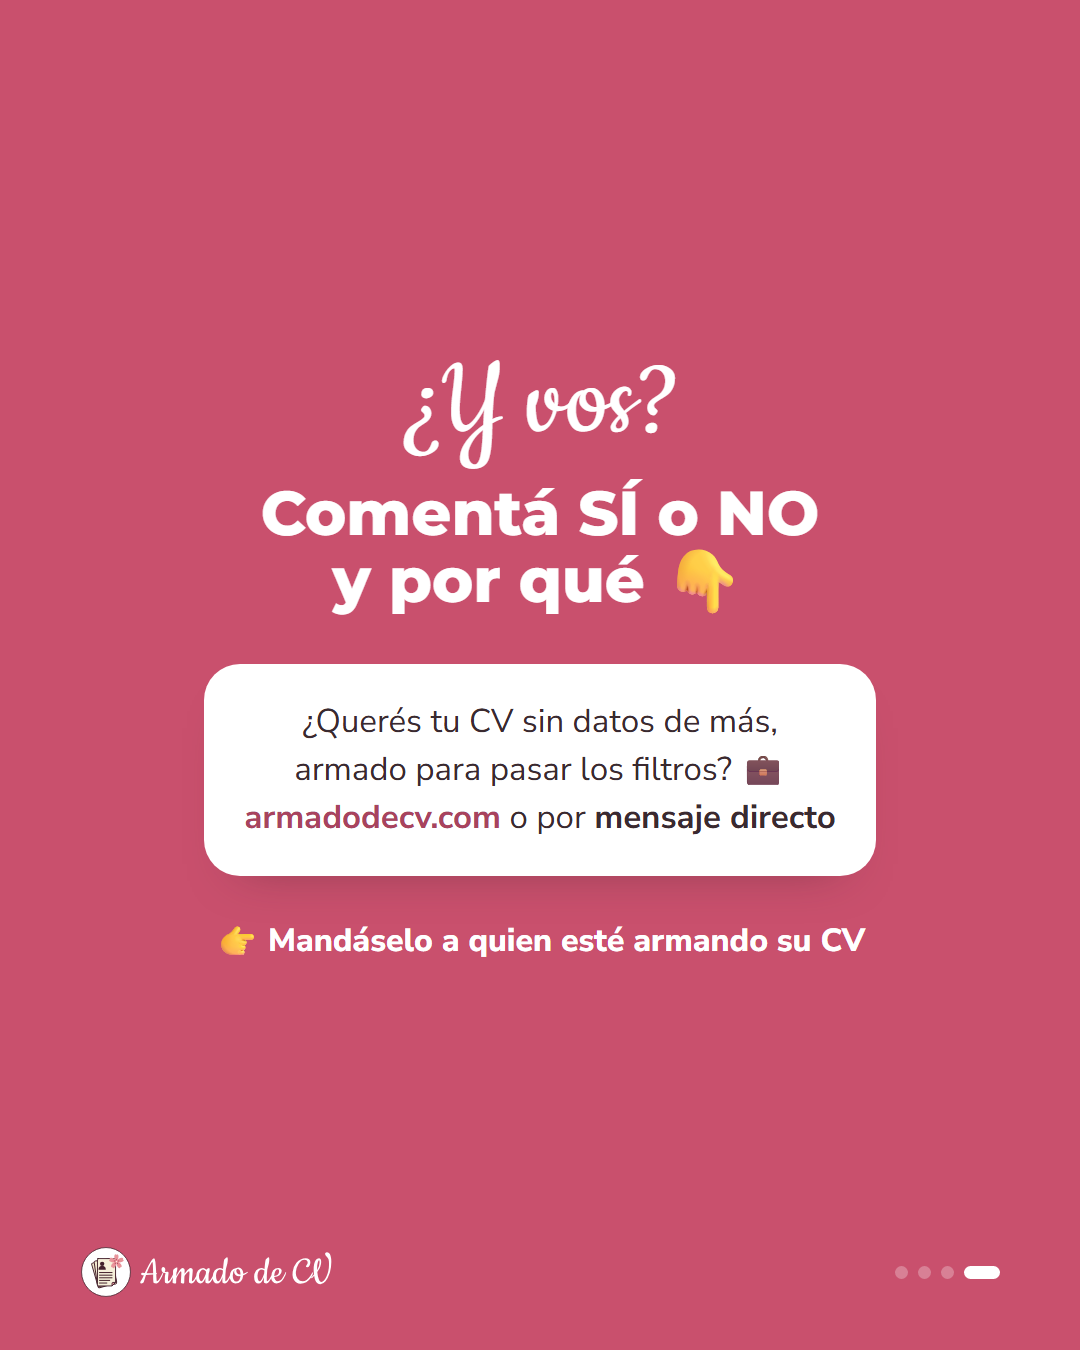 ¿Y vos?
Comentá SÍ o NO
y por qué 👇
¿Querés tu CV sin datos de más,
armado para pasar los filtros? 💼
armadodecv.com o por mensaje directo
👉 Mandáselo a quien esté armando su CV
Armado de CV